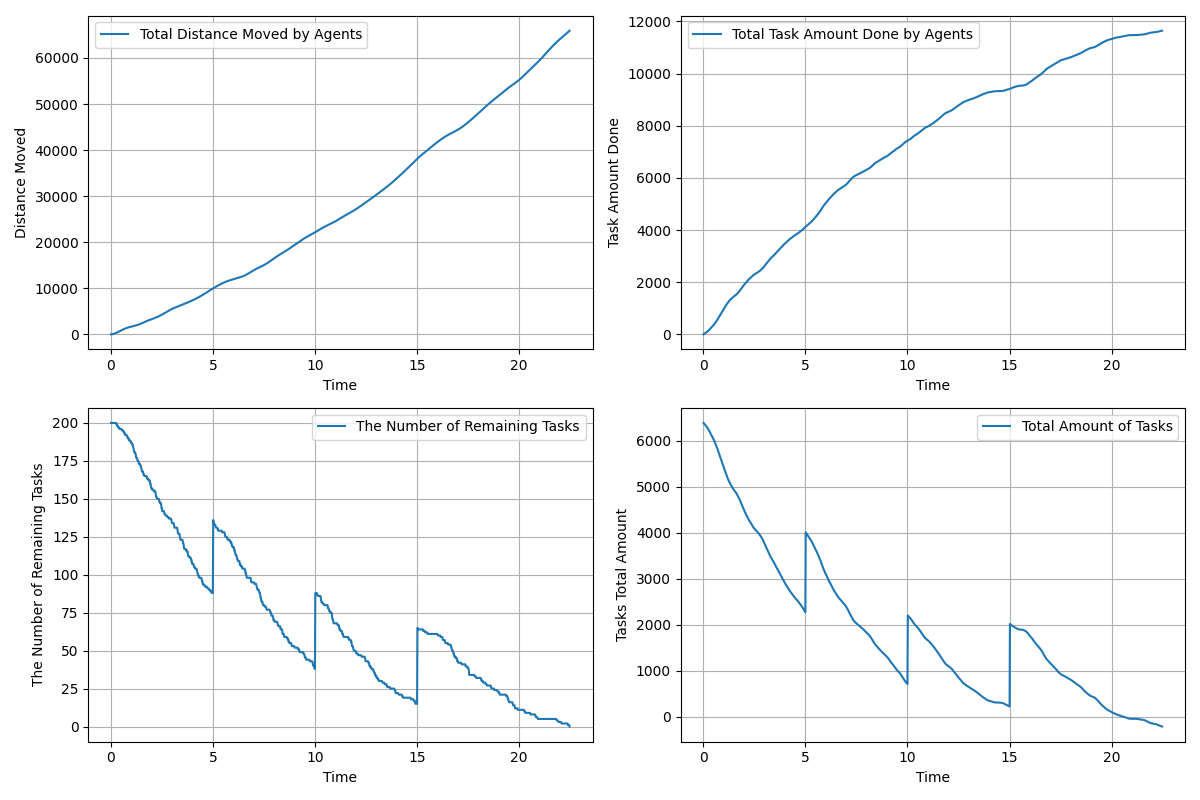 Total Distance Moved by Agents
60000
50000
40000
30000
20000
10000
0
Distance Moved
0 5 10 15 20
Time
Total Task Amount Done by Agents
12000
10000
8000
6000
4000
2000
0
Task Amount Done
0 5 10 15 20
Time
The Number of Remaining Tasks
200
175
150
125
100
75
50
25
0
The Number of Remaining Tasks
0 5 10 15 20
Time
Total Amount of Tasks
6000
5000
4000
3000
2000
1000
0
Tasks Total Amount
0 5 10 15 20
Time